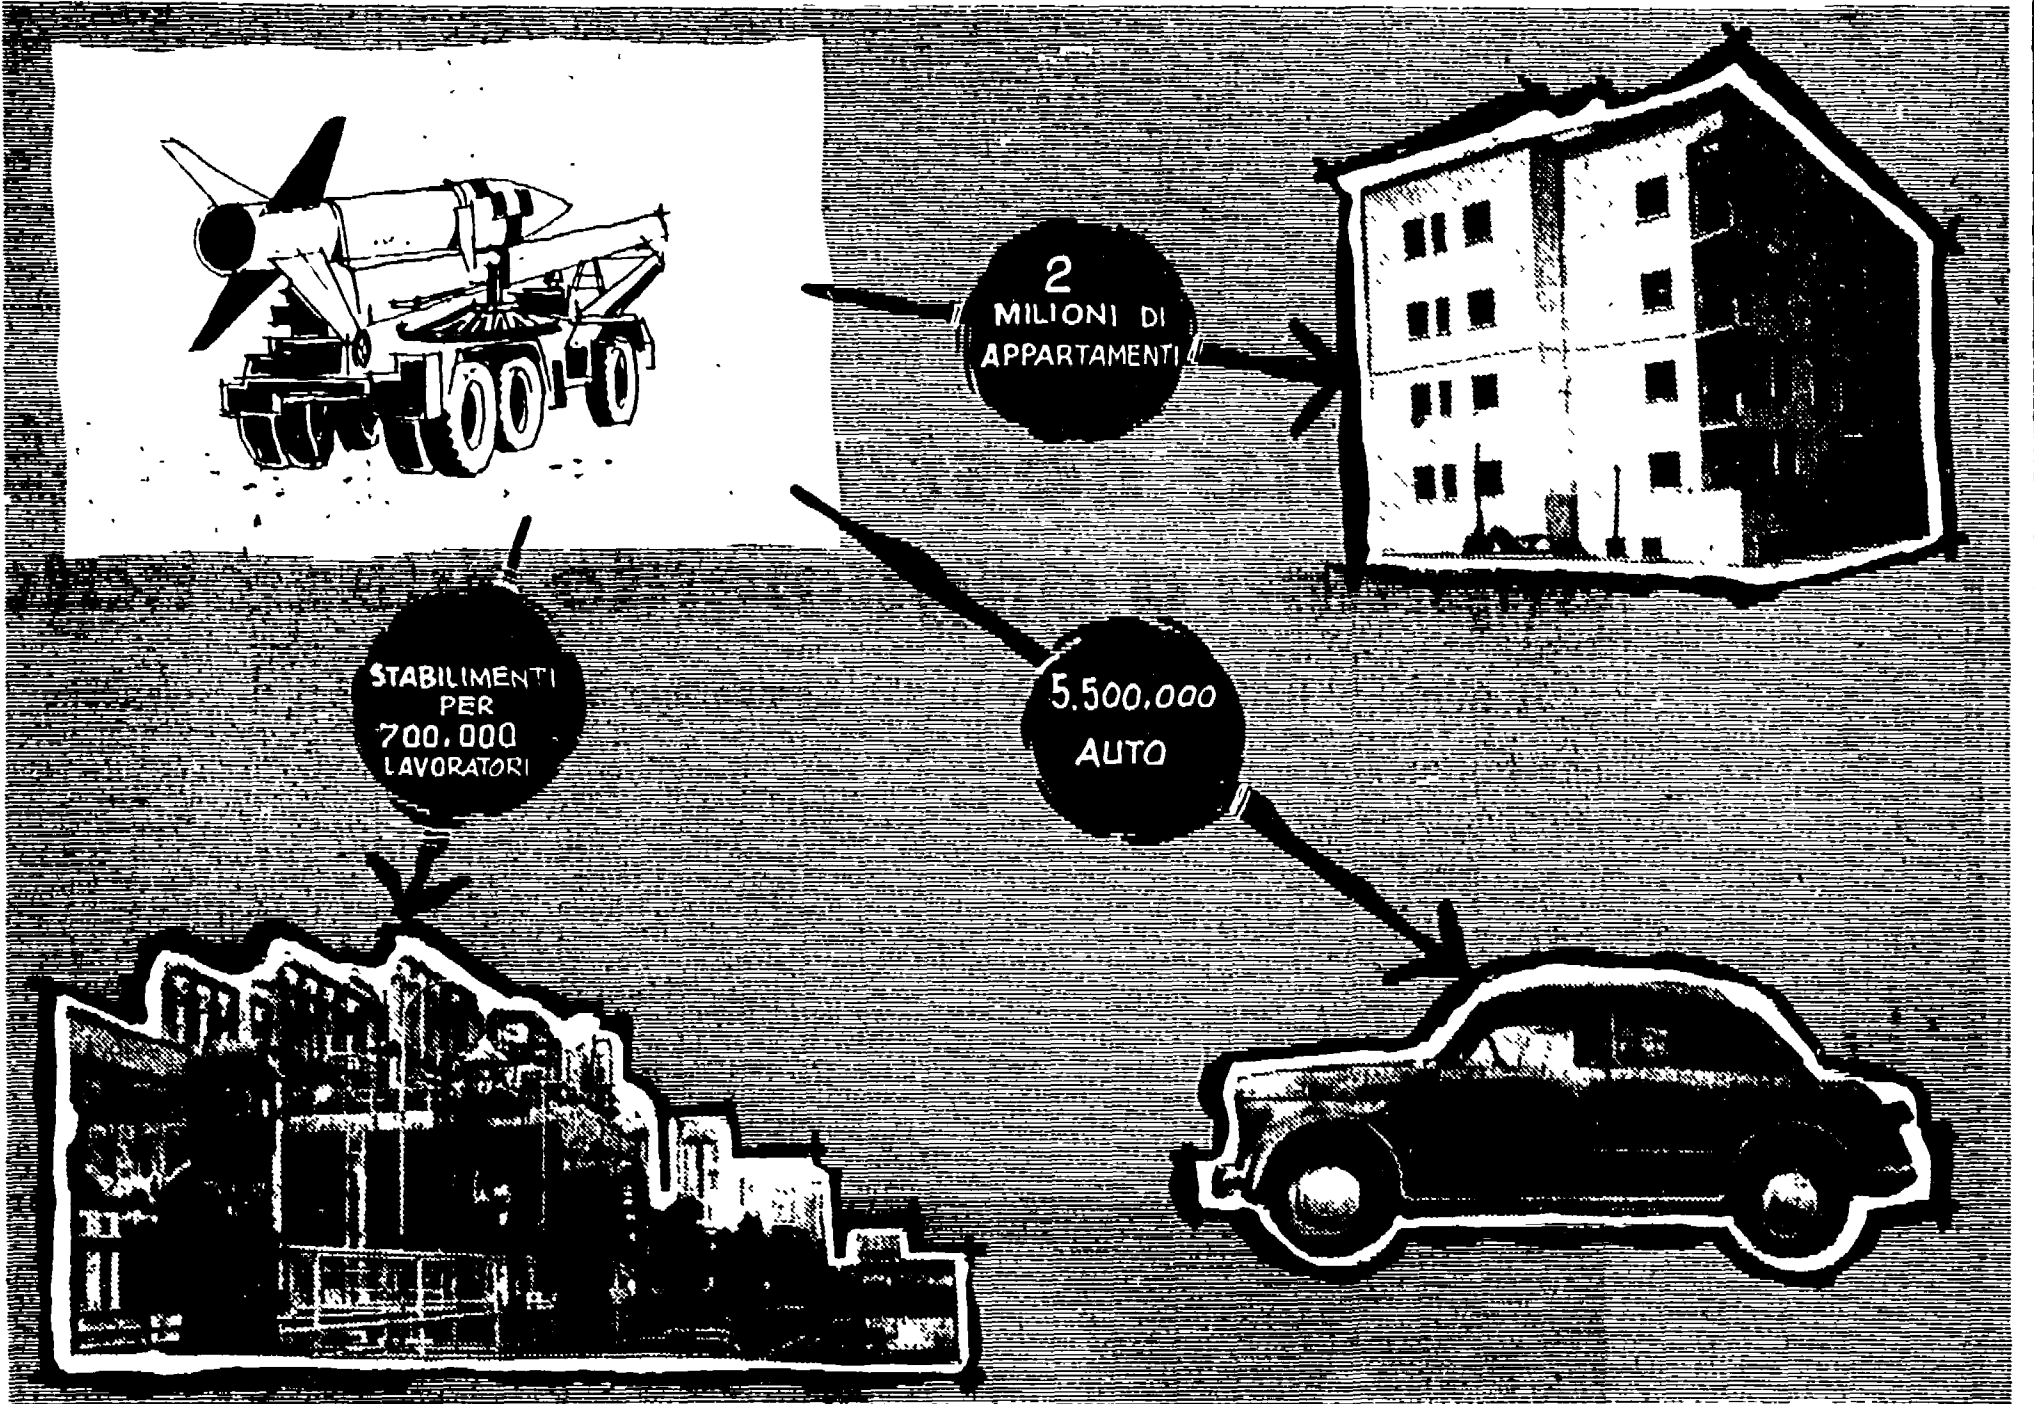 2
MILIONI DI
APPARTAMENTI
STABILIMENTI
PER
700.000
LAVORATORI
5.500.000
AUTO